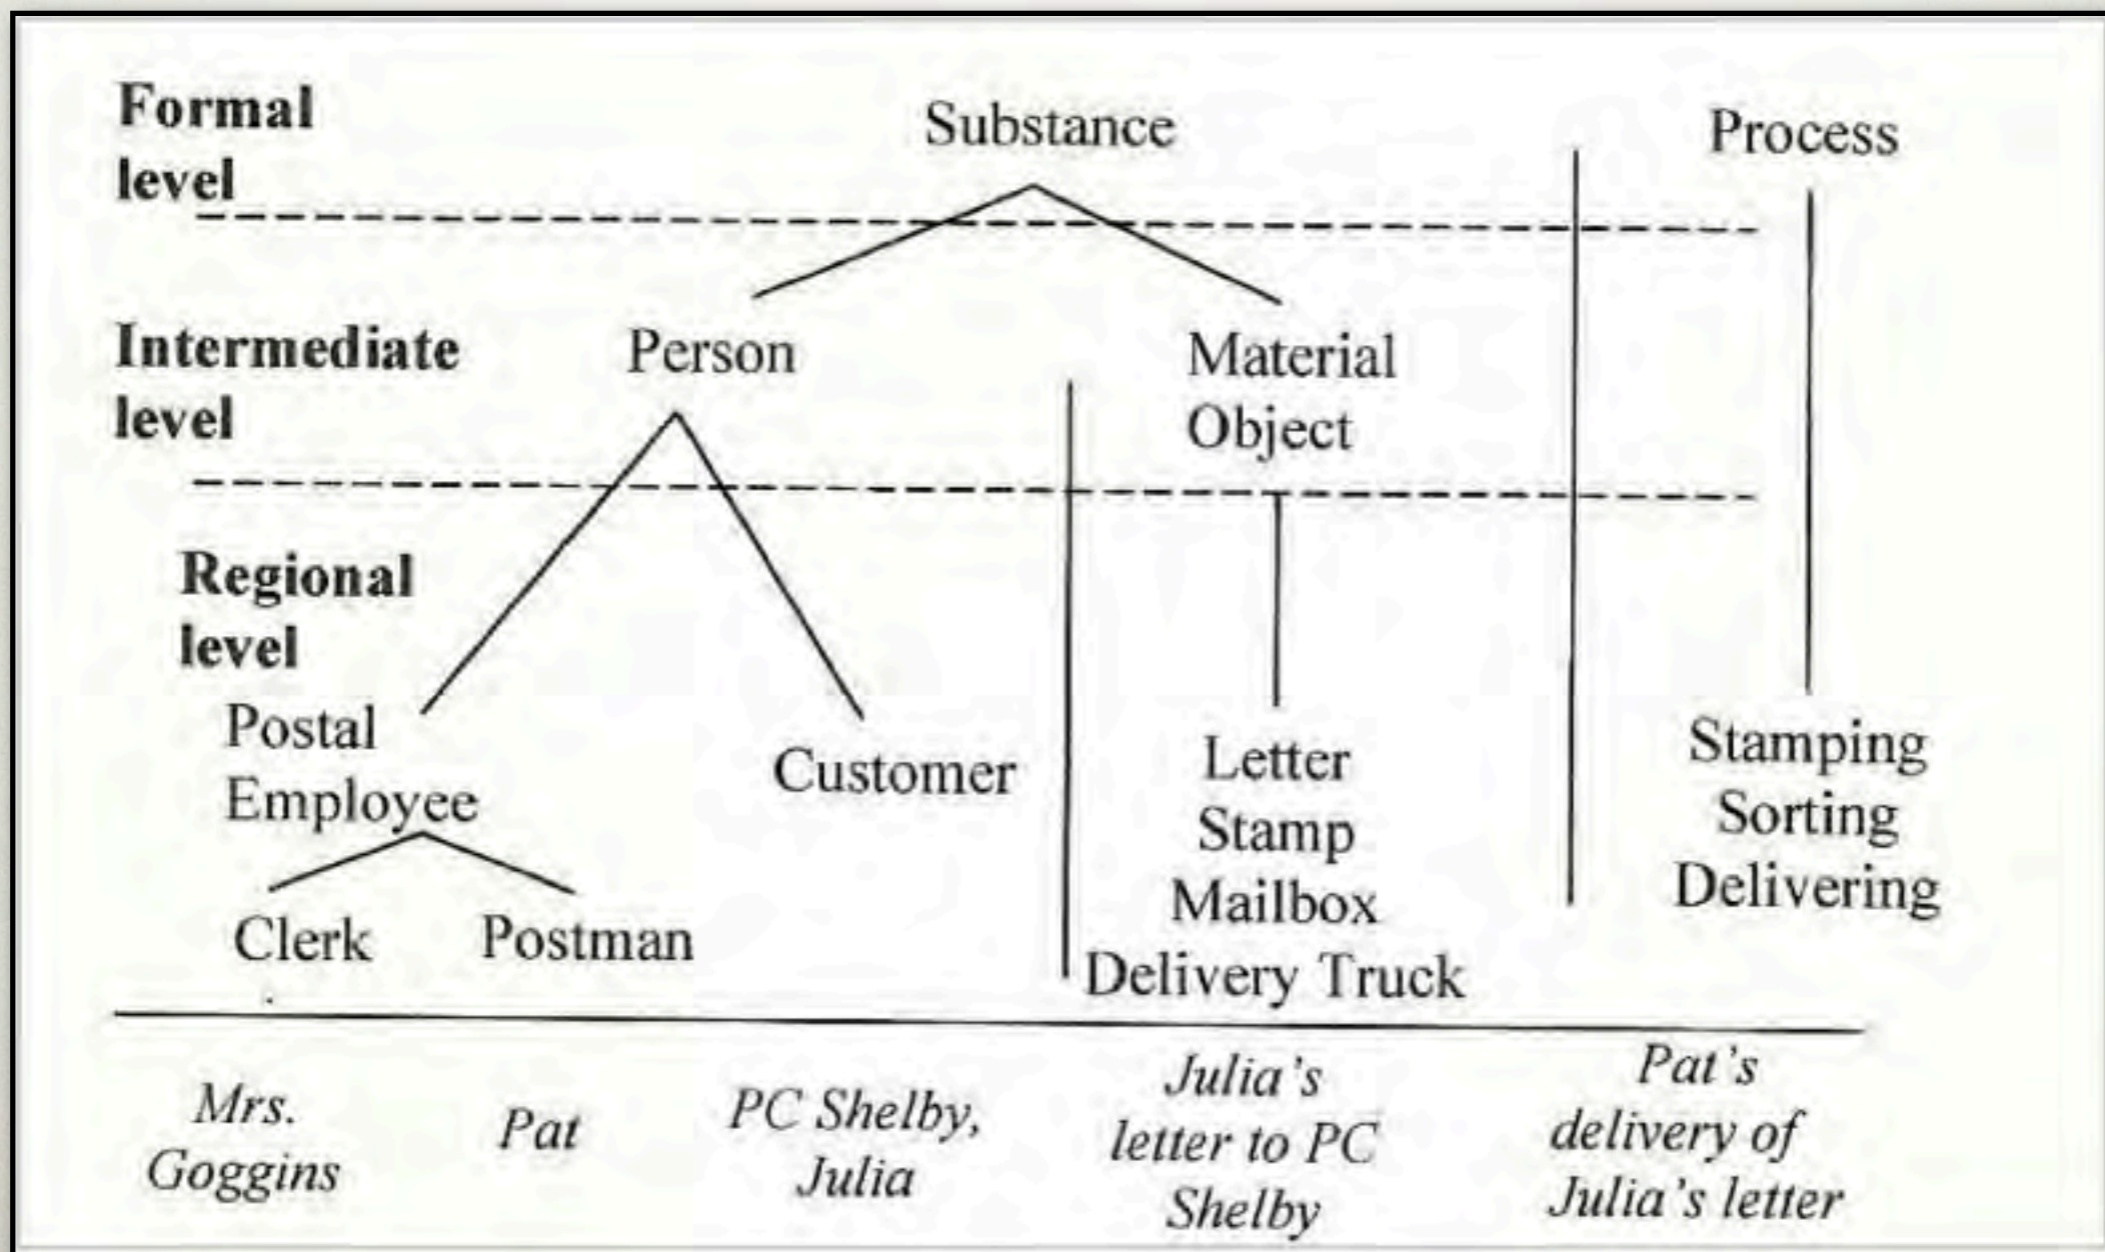 Formal
level
Substance
Process
Intermediate
level
Person
Material
Object
Regional
level
Postal
Employee
Customer
Clerk
Postman
Letter
Stamp
Mailbox
Delivery Truck
Stamping
Sorting
Delivering
Mrs.
Goggins
Pat
PC Shelby,
Julia
Julia's
letter to PC
Shelby
Pat's
delivery of
Julia's letter